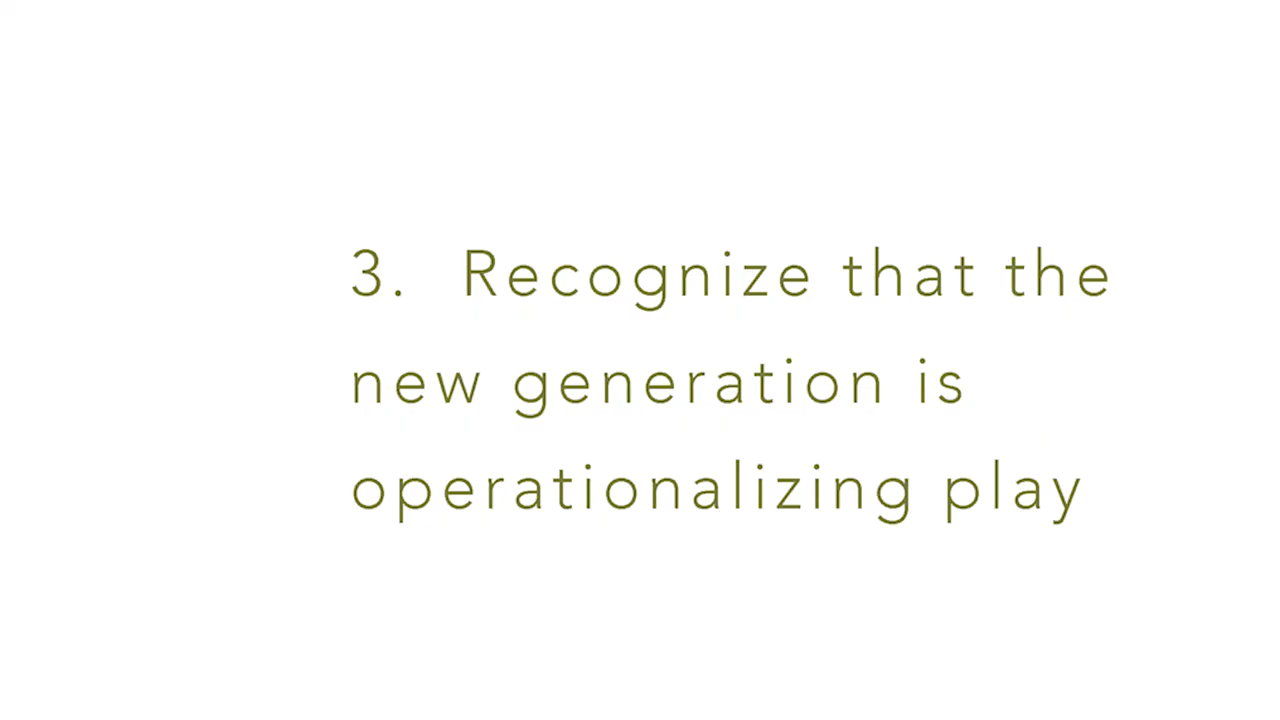 3. Recognize that the
new generation is
operationalizing play